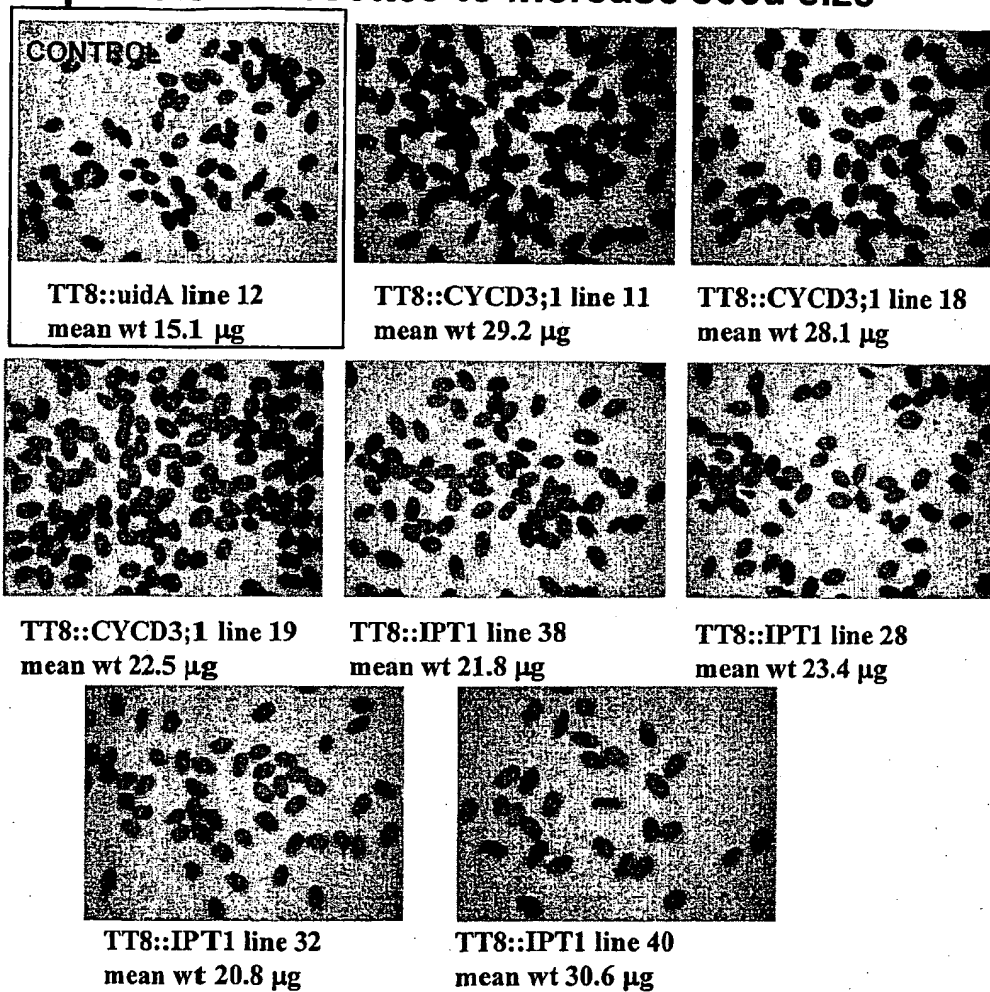 to increase seed size
CONTROL
TT8::uidA line 12
mean wt 15.1 µg
TT8::CYCD3;1 line 11
mean wt 29.2 µg
TT8::CYCD3;1 line 18
mean wt 28.1 µg
TT8::CYCD3;1 line 19
mean wt 22.5 µg
TT8::IPT1 line 38
mean wt 21.8 µg
TT8::IPT1 line 28
mean wt 23.4 µg
TT8::IPT1 line 32
mean wt 20.8 µg
TT8::IPT1 line 40
mean wt 30.6 µg